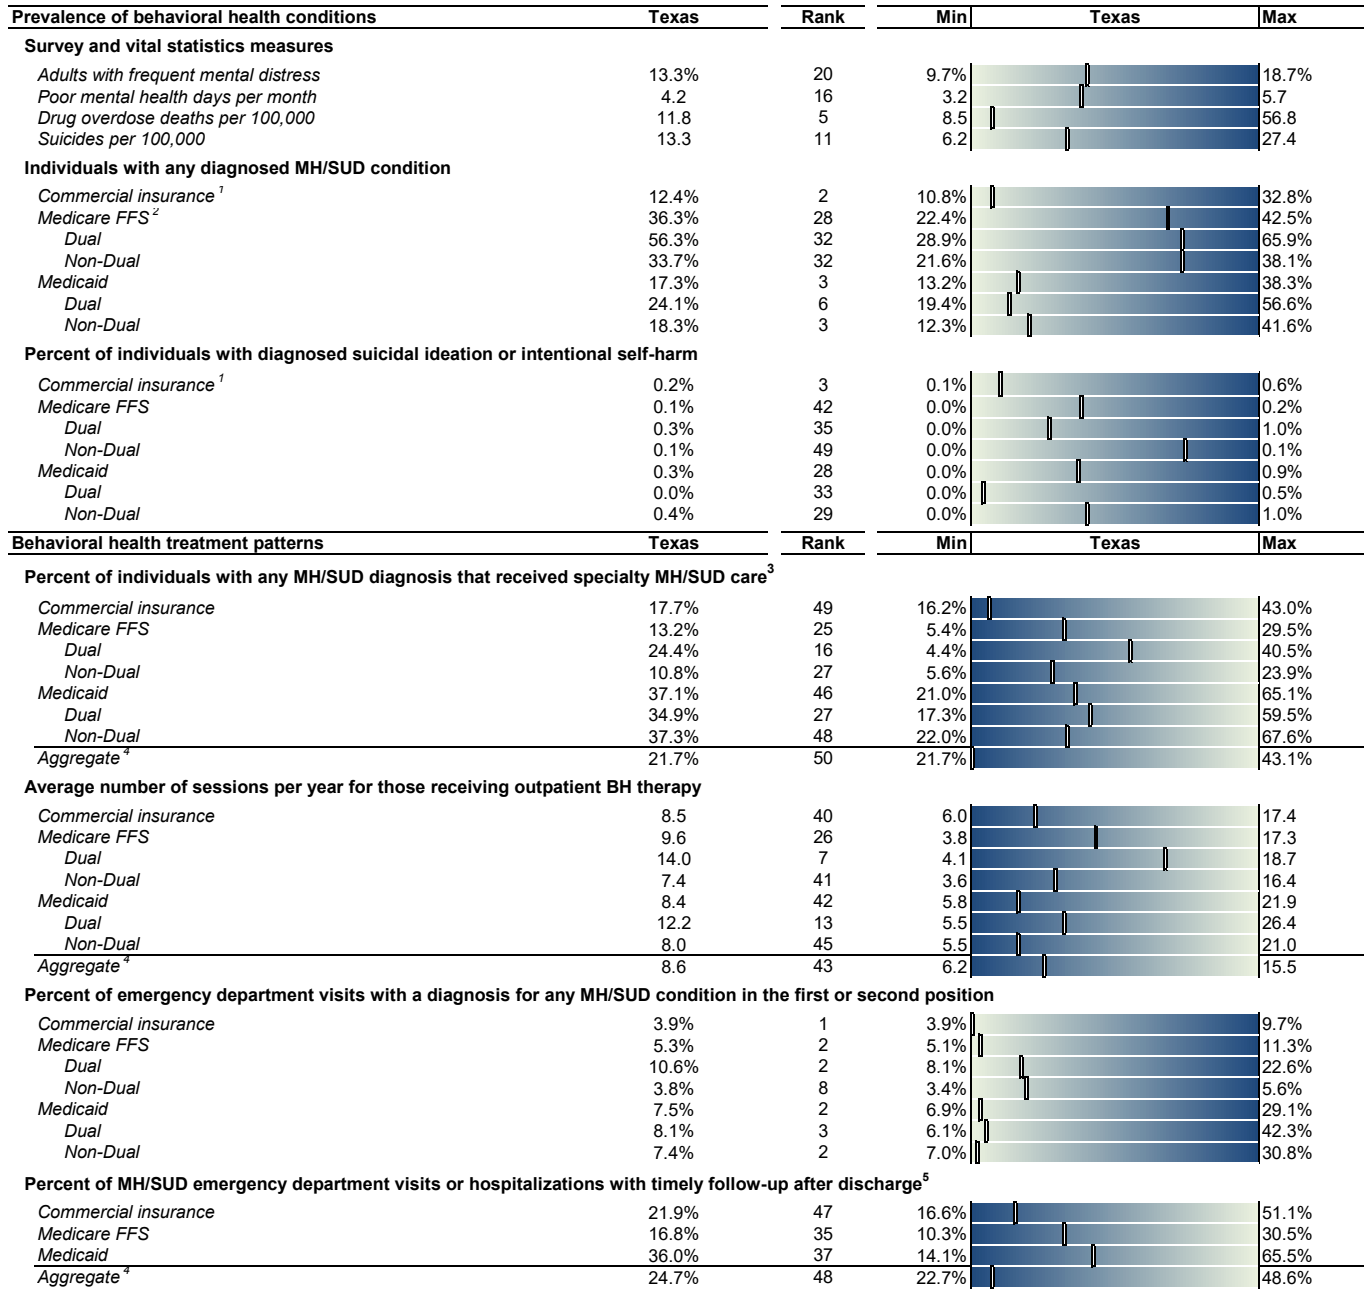 Prevalence of behavioral health conditions Texas Rank Min Texas Max
Survey and vital statistics measures
Adults with frequent mental distress 13.3% 20 9.7% 18.7%
Poor mental health days per month 4.2 16 3.2 5.7
Drug overdose deaths per 100,000 11.8 5 8.5 56.8
Suicides per 100,000 13.3 11 6.2 27.4
Individuals with any diagnosed MH/SUD condition
Commercial insurance 1 12.4% 2 10.8% 32.8%
Medicare FFS 2 36.3% 28 22.4% 42.5%
Dual 56.3% 32 28.9% 65.9%
Non-Dual 33.7% 32 21.6% 38.1%
Medicaid 17.3% 3 13.2% 38.3%
Dual 24.1% 6 19.4% 56.6%
Non-Dual 18.3% 3 12.3% 41.6%
Percent of individuals with diagnosed suicidal ideation or intentional self-harm
Commercial insurance 1 0.2% 3 0.1% 0.6%
Medicare FFS 0.1% 42 0.0% 0.2%
Dual 0.3% 35 0.0% 1.0%
Non-Dual 0.1% 49 0.0% 0.1%
Medicaid 0.3% 28 0.0% 0.9%
Dual 0.0% 33 0.0% 0.5%
Non-Dual 0.4% 29 0.0% 1.0%
Behavioral health treatment patterns Texas Rank Min Texas Max
Percent of individuals with any MH/SUD diagnosis that received specialty MH/SUD care3
Commercial insurance 17.7% 49 16.2% 43.0%
Medicare FFS 13.2% 25 5.4% 29.5%
Dual 24.4% 16 4.4% 40.5%
Non-Dual 10.8% 27 5.6% 23.9%
Medicaid 37.1% 46 21.0% 65.1%
Dual 34.9% 27 17.3% 59.5%
Non-Dual 37.3% 48 22.0% 67.6%
Aggregate 4 21.7% 50 21.7% 43.1%
Average number of sessions per year for those receiving outpatient BH therapy
Commercial insurance 8.5 40 6.0 17.4
Medicare FFS 9.6 26 3.8 17.3
Dual 14.0 7 4.1 18.7
Non-Dual 7.4 41 3.6 16.4
Medicaid 8.4 42 5.8 21.9
Dual 12.2 13 5.5 26.4
Non-Dual 8.0 45 5.5 21.0
Aggregate 4 8.6 43 6.2 15.5
Percent of emergency department visits with a diagnosis for any MH/SUD condition in the first or second position
Commercial insurance 3.9% 1 3.9% 9.7%
Medicare FFS 5.3% 2 5.1% 11.3%
Dual 10.6% 2 8.1% 22.6%
Non-Dual 3.8% 8 3.4% 5.6%
Medicaid 7.5% 2 6.9% 29.1%
Dual 8.1% 3 6.1% 42.3%
Non-Dual 7.4% 2 7.0% 30.8%
Percent of MH/SUD emergency department visits or hospitalizations with timely follow-up after discharge5
Commercial insurance 21.9% 47 16.6% 51.1%
Medicare FFS 16.8% 35 10.3% 30.5%
Medicaid 36.0% 37 14.1% 65.5%
Aggregate 4 24.7% 48 22.7% 48.6%